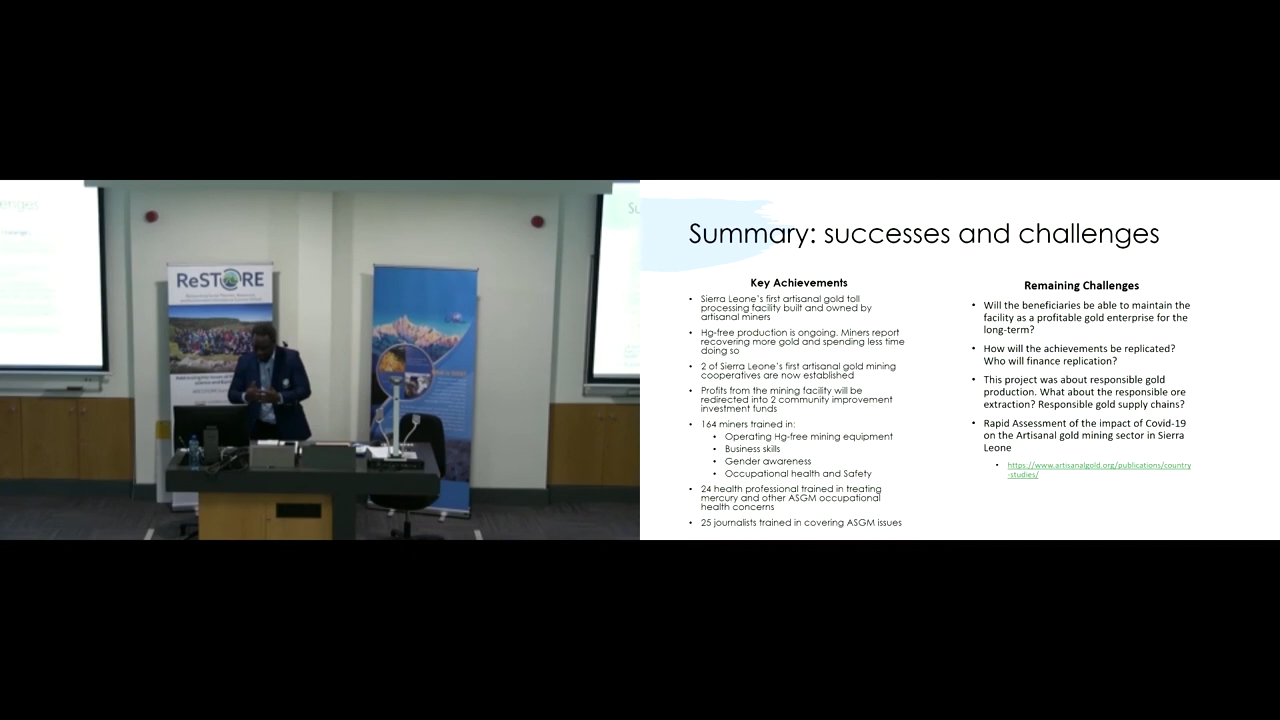 enges
ReSTORE
Su
Summary: successes and challenges
Key Achievements
• Sierra Leone's first artisanal gold toll
processing facility built and owned by
artisanal miners
• Hg-free production is ongoing. Miners report
recovering more gold and spending less time
doing so
• 2 of Sierra Leone's first artisanal gold mining
cooperatives are now established
• Profits from the mining facility will be
redirected into 2 community improvement
investment funds
• 164 miners trained in:
• Operating Hg-free mining equipment
• Business skills
• Gender awareness
• Occupational health and Safety
• 24 health professional trained in treating
mercury and other ASGM occupational
health concerns
• 25 journalists trained in covering ASGM issues
Remaining Challenges
• Will the beneficiaries be able to maintain the
facility as a profitable gold enterprise for the
long-term?
• How will the achievements be replicated?
Who will finance replication?
• This project was about responsible gold
production. What about the responsible ore
extraction? Responsible gold supply chains?
• Rapid Assessment of the impact of Covid-19
on the Artisanal gold mining sector in Sierra
Leone
• https://www.artisanalgold.org/publications/country
-studies/